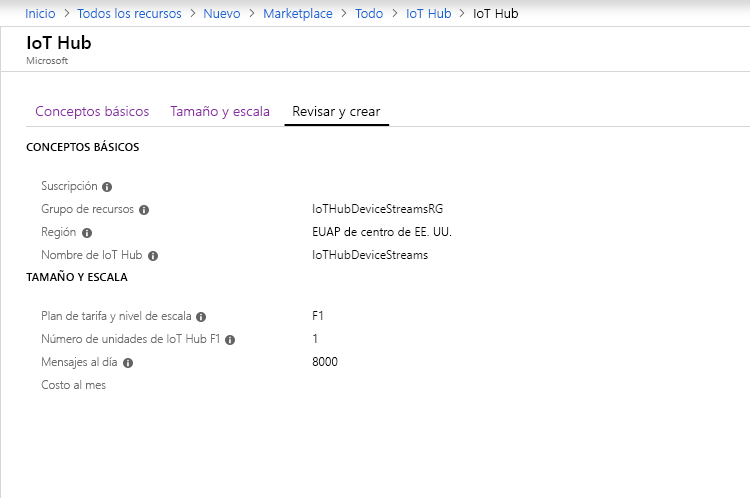 Inicio > Todos los recursos > Nuevo > Marketplace > Todo > IoT Hub > IoT Hub
IoT Hub
Microsoft
Conceptos básicos Tamaño y escala Revisar y crear
CONCEPTOS BÁSICOS
Suscripción
Grupo de recursos IoTHubDeviceStreamsRG
Región EUAP de centro de EE. UU.
Nombre de IoT Hub IoTHubDeviceStreams
TAMAÑO Y ESCALA
Plan de tarifa y nivel de escala F1
Número de unidades de IoT Hub F1 1
Mensajes al día 8000
Costo al mes